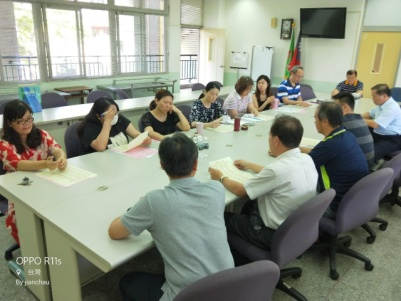 OPPO R11s
台灣
By jianchau